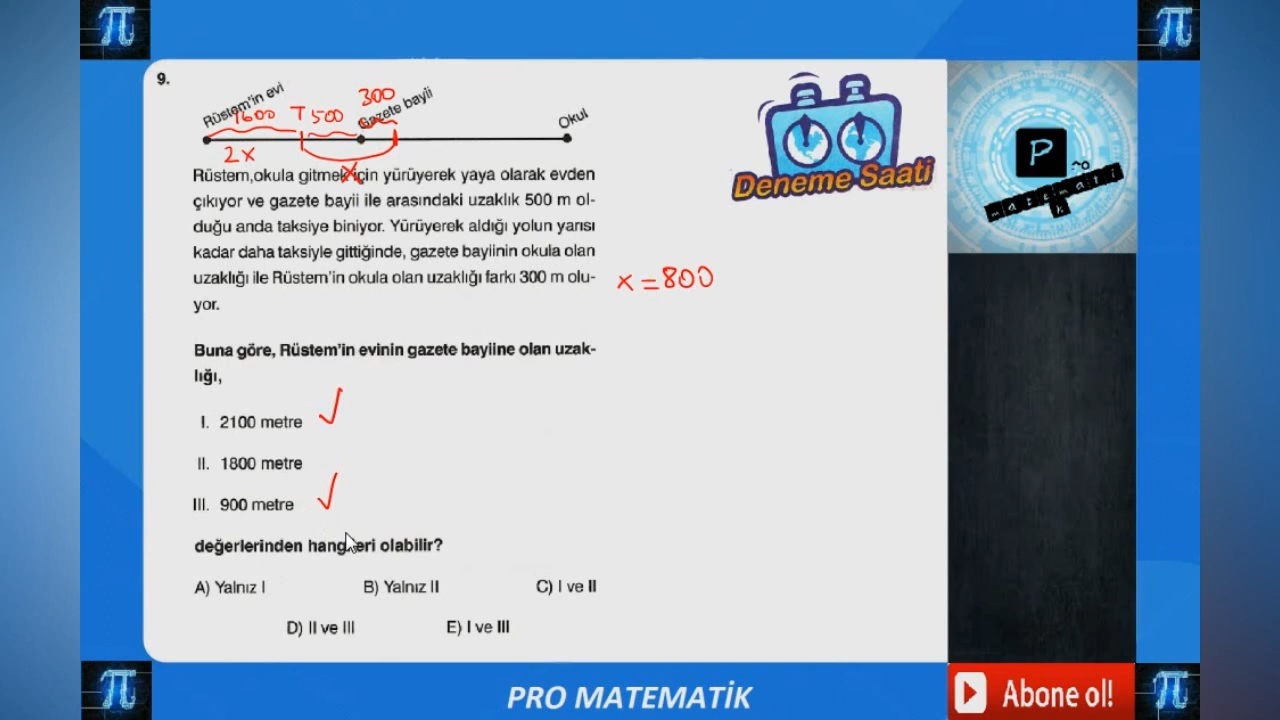 9.
Rüstem'in evi
1600
T
500
300
Gazete bayii
Okul
2x
x
Rüstem,okula gitmek için yürüyerek yaya olarak evden
çıkıyor ve gazete bayii ile arasındaki uzaklık 500 m ol-
duğu anda taksiye biniyor. Yürüyerek aldığı yolun yarısı
kadar daha taksiyle gittiğinde, gazete bayiinin okula olan
uzaklığı ile Rüstem'in okula olan uzaklığı farkı 300 m olu-
yor.
x = 800
Buna göre, Rüstem'in evinin gazete bayiine olan uzak-
lığı,
I. 2100 metre
II. 1800 metre
III. 900 metre
değerlerinden hangileri olabilir?
A) Yalnız I
B) Yalnız II
C) I ve II
D) II ve III
E) I ve III
Deneme Saati
P
~o
matematik
π
π
π
π
PRO MATEMATİK
Abone ol!